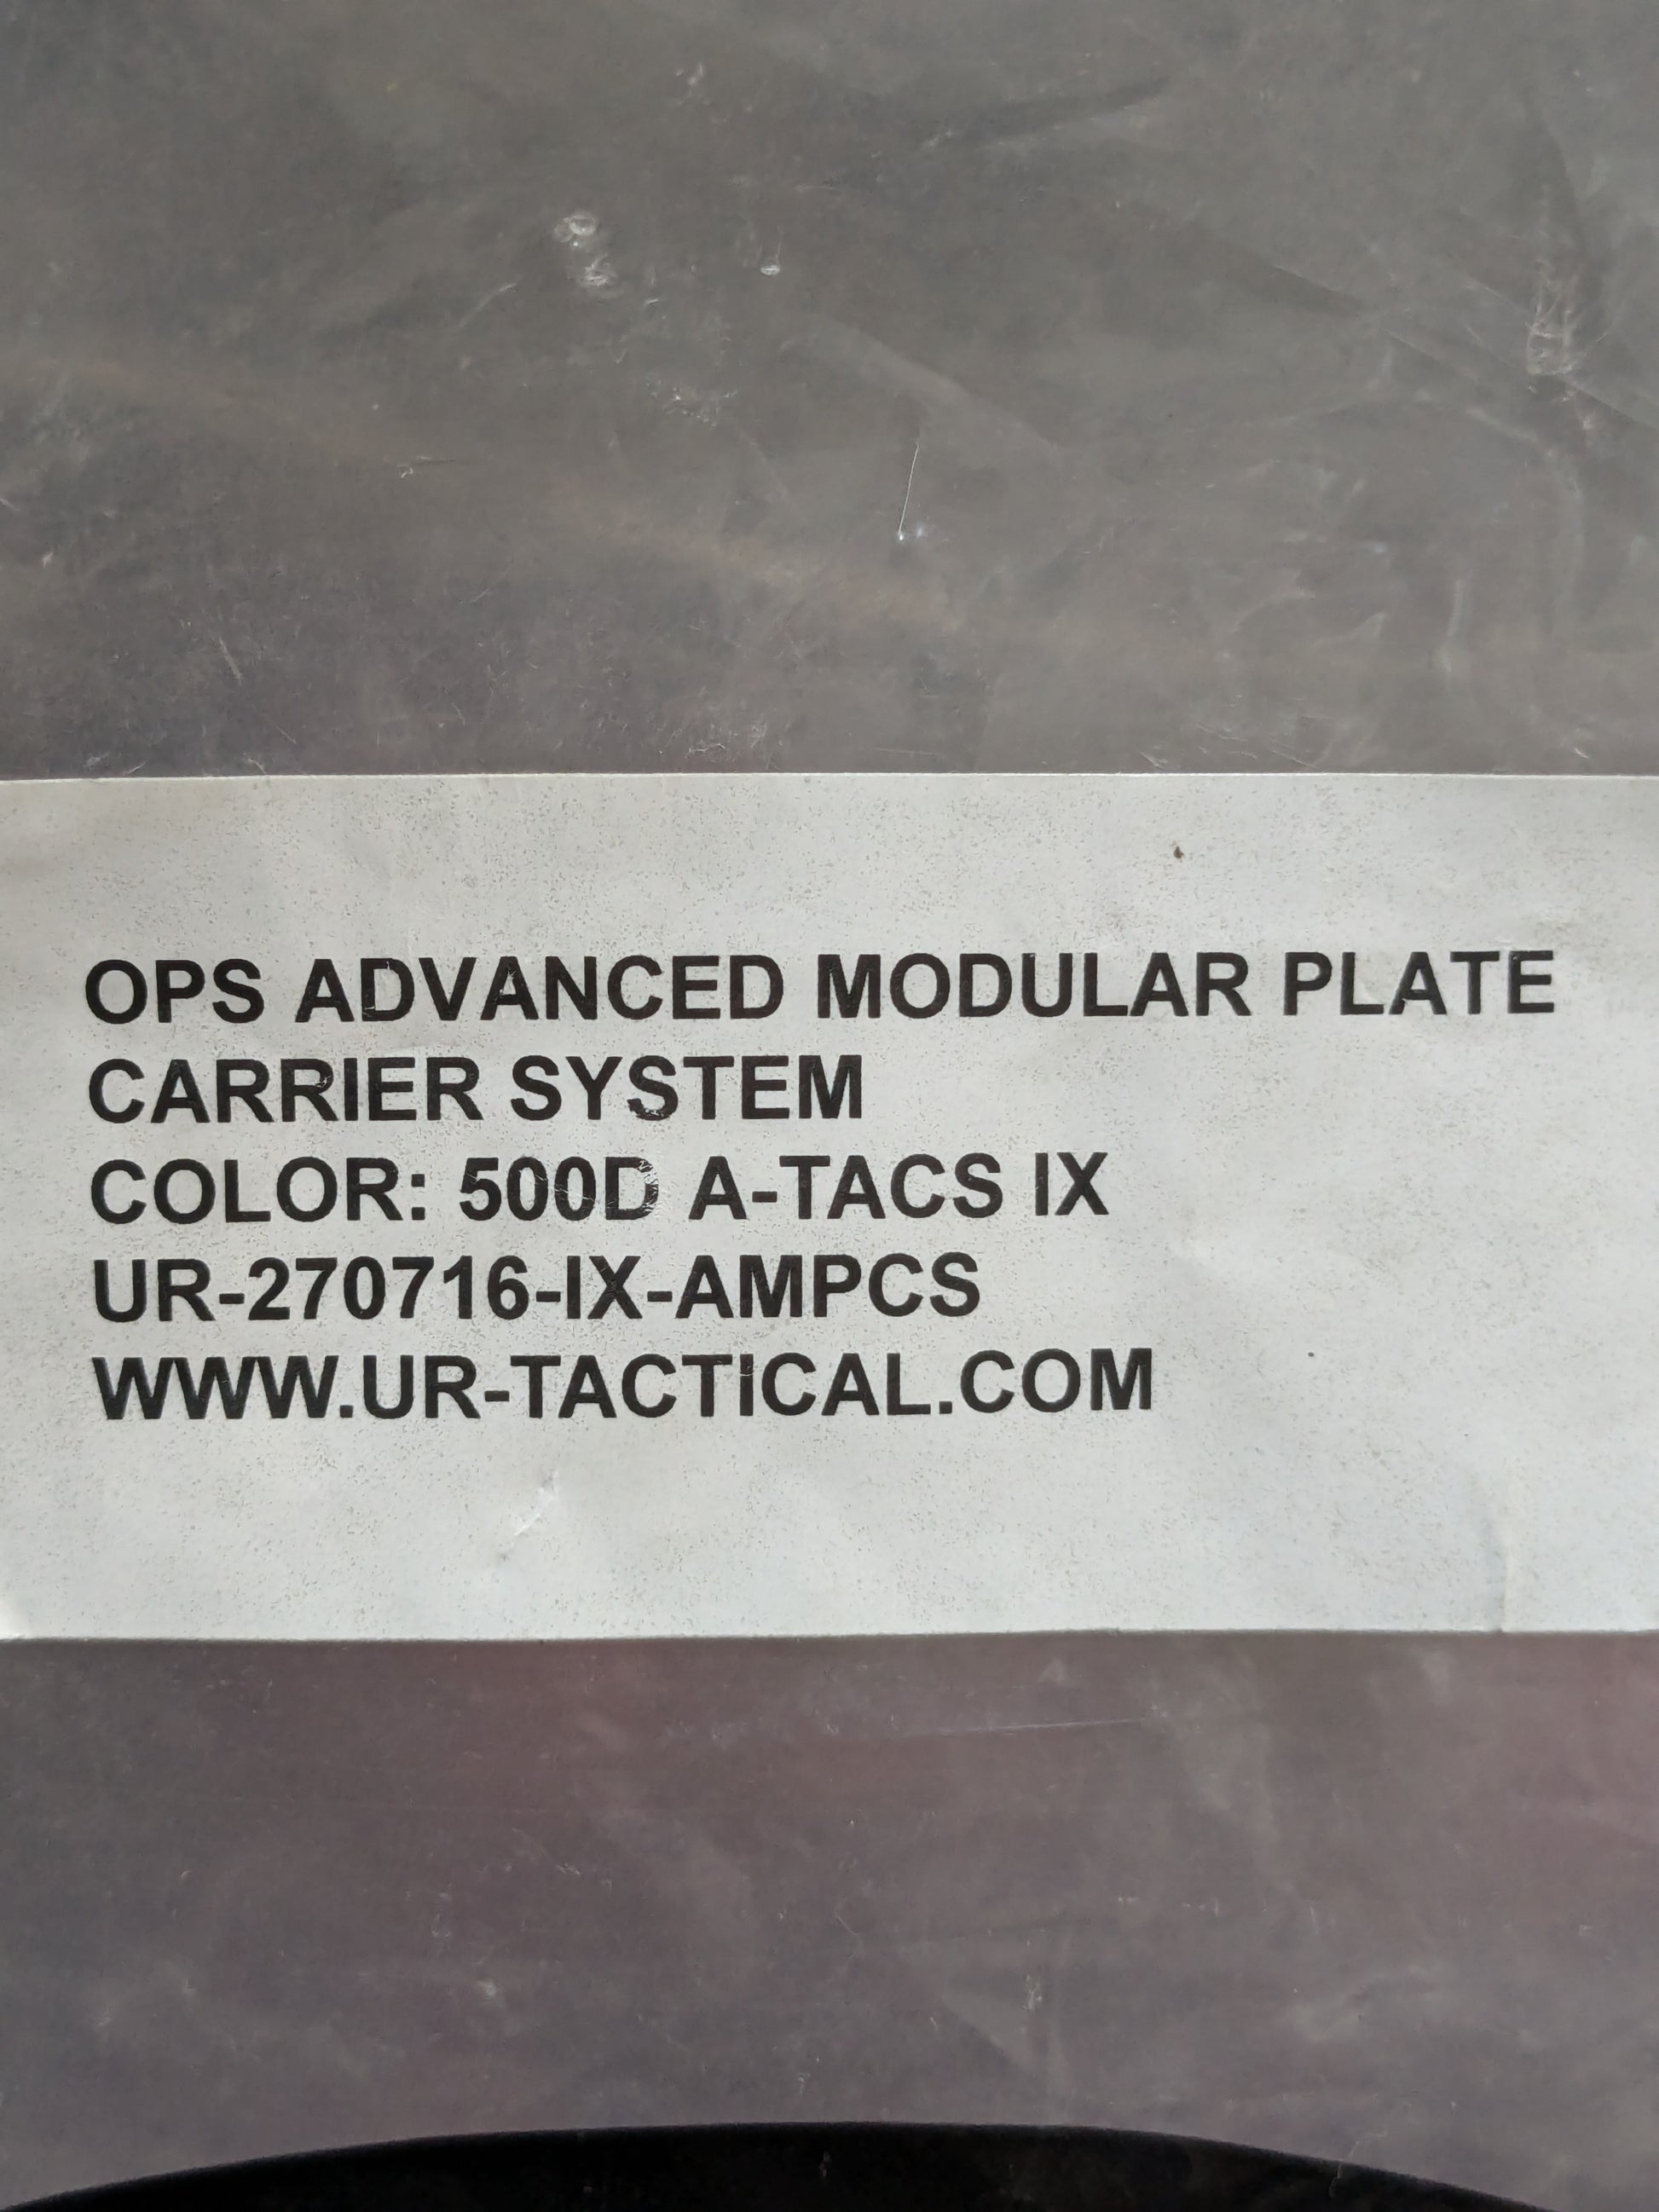 OPS ADVANCED MODULAR PLATE
CARRIER SYSTEM
COLOR: 500D A-TACS IX
UR-270716-IX-AMPCS
WWW.UR-TACTICAL.COM